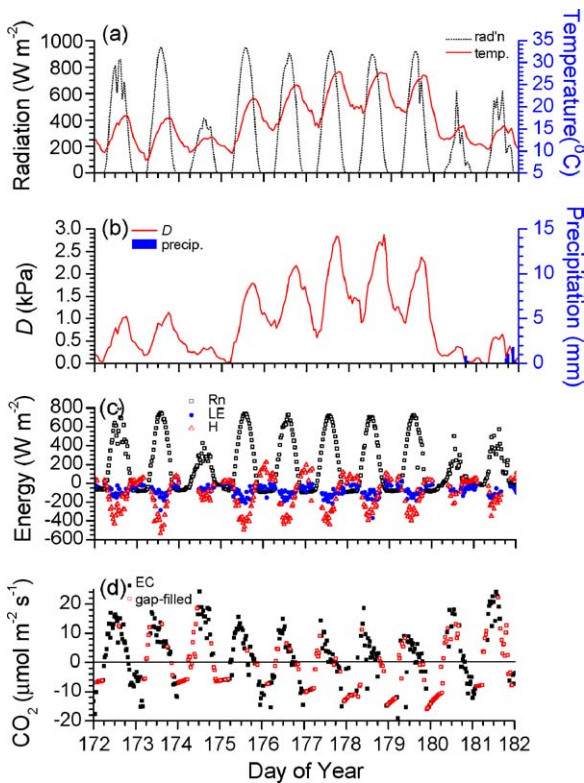 (a)
rad'n
temp.
Radiation (W m⁻²)
1000
800
600
400
200
0
Temperature(⁰C)
35
30
25
20
15
10
5
(b)
D
precip.
D (kPa)
3.0
2.5
2.0
1.5
1.0
0.5
0.0
Precipitation (mm)
15
10
5
0
(c)
Rn
LE
H
Energy (W m⁻²)
800
600
400
200
0
-200
-400
-600
(d)
EC
gap-filled
CO₂ (μmol m⁻² s⁻¹)
20
10
0
-10
-20
172 173 174 175 176 177 178 179 180 181 182
Day of Year